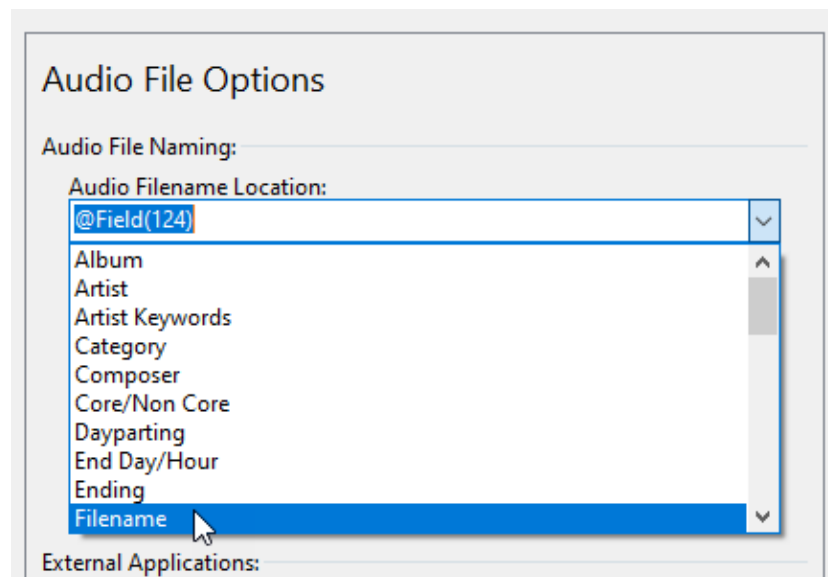 Audio File Options
Audio File Naming:
Audio Filename Location:
@Field(124)
Album
Artist
Artist Keywords
Category
Composer
Core/Non Core
Dayparting
End Day/Hour
Ending
Filename
External Applications: